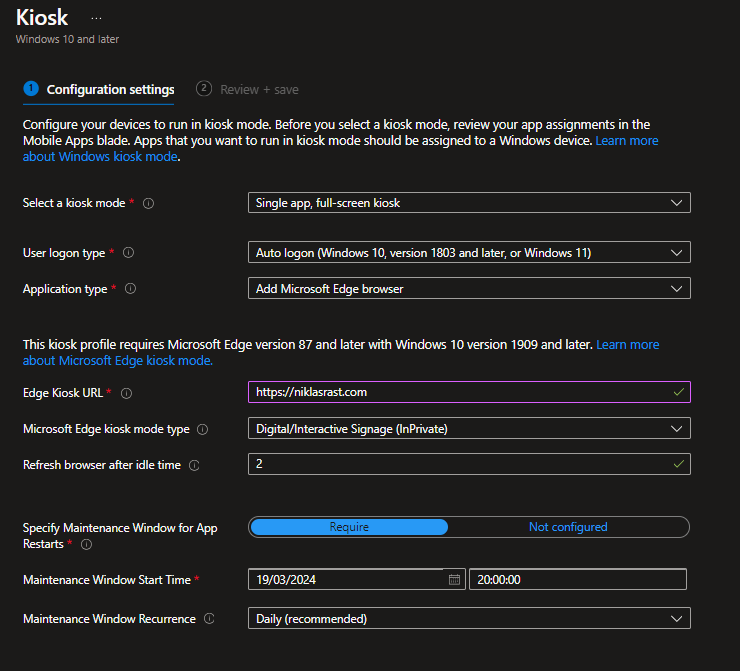 Kiosk ...
Windows 10 and later
1 Configuration settings 2 Review + save
Configure your devices to run in kiosk mode. Before you select a kiosk mode, review your app assignments in the
Mobile Apps blade. Apps that you want to run in kiosk mode should be assigned to a Windows device. Learn more
about Windows kiosk mode.
Select a kiosk mode * Single app, full-screen kiosk
User logon type * Auto logon (Windows 10, version 1803 and later, or Windows 11)
Application type * Add Microsoft Edge browser
This kiosk profile requires Microsoft Edge version 87 and later with Windows 10 version 1909 and later. Learn more
about Microsoft Edge kiosk mode.
Edge Kiosk URL * https://niklasrast.com
Microsoft Edge kiosk mode type Digital/Interactive Signage (InPrivate)
Refresh browser after idle time 2
Specify Maintenance Window for App
Restarts * Require Not configured
Maintenance Window Start Time * 19/03/2024 20:00:00
Maintenance Window Recurrence Daily (recommended)